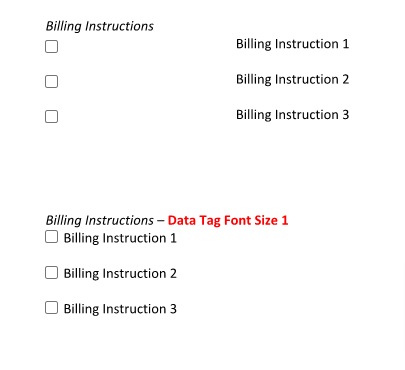 Billing Instructions
Billing Instruction 1
Billing Instruction 2
Billing Instruction 3
Billing Instructions – Data Tag Font Size 1
Billing Instruction 1
Billing Instruction 2
Billing Instruction 3